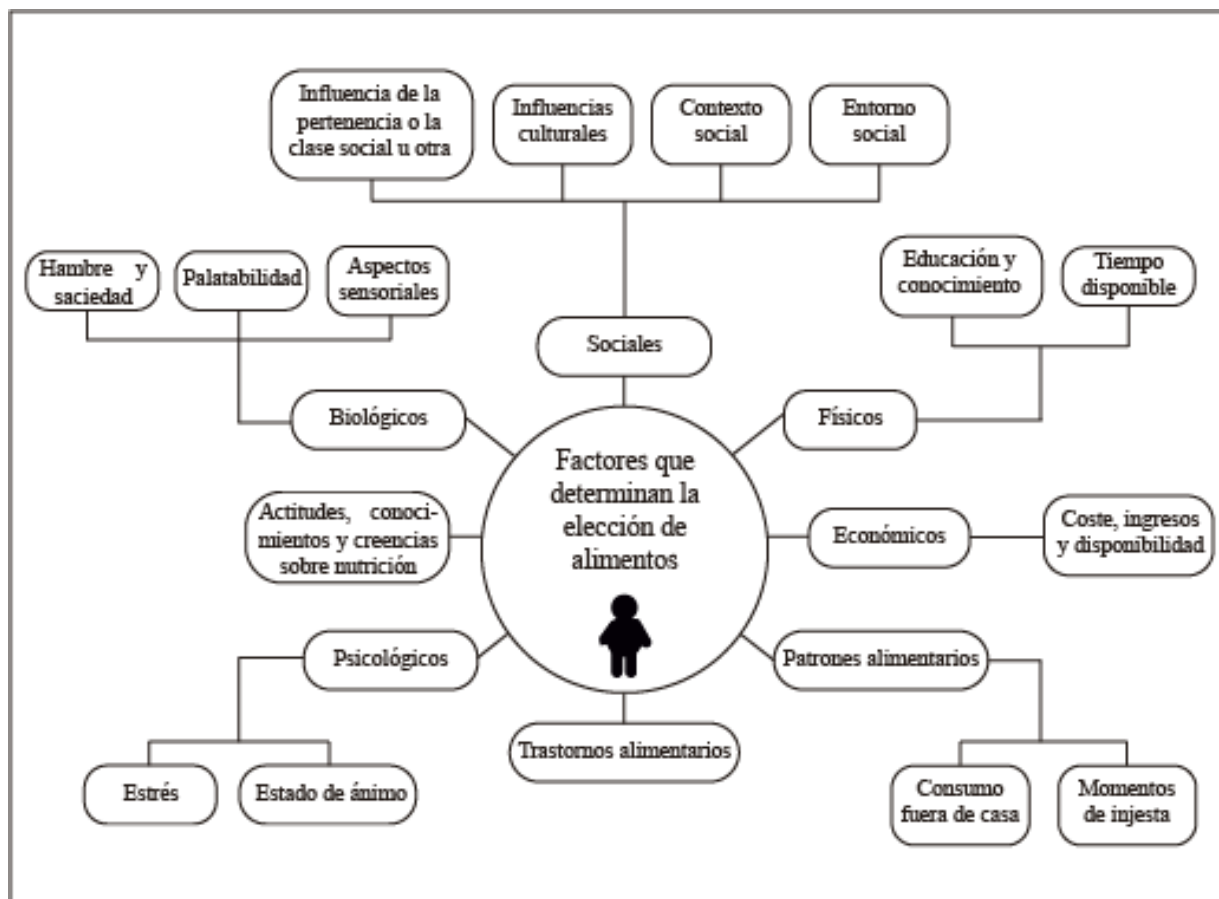 Influencia de la
pertenencia o la
clase social u otra
Influencias
culturales
Contexto
social
Entorno
social
Hambre y
saciedad
Palatabilidad
Aspectos
sensoriales
Educación y
conocimiento
Tiempo
disponible
Sociales
Biológicos
Físicos
Factores que
determinan la
elección de
alimentos
Actitudes, conoci-
mientos y creencias
sobre nutrición
Económicos
Coste, ingresos
y disponibilidad
Psicológicos
Patrones alimentarios
Trastornos alimentarios
Estrés
Estado de ánimo
Consumo
fuera de casa
Momentos
de injesta